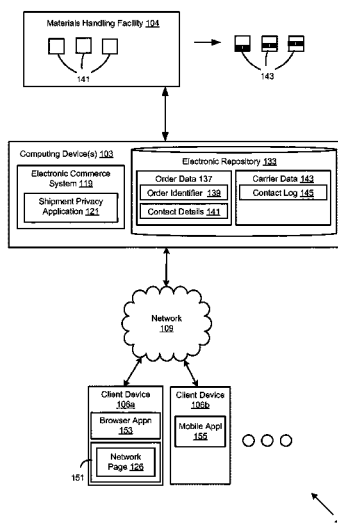 Materials Handling Facility 104
141
143
Computing Device(s) 103
Electronic Commerce
System 119
Shipment Privacy
Application 121
Electronic Repository 133
Order Data 137
Order Identifier 139
Contact Details 141
Carrier Data 143
Contact Log 145
Network
109
Client Device
106a
Browser Appn
153
Network
Page 126
151
Client Device
106b
Mobile Appl
155